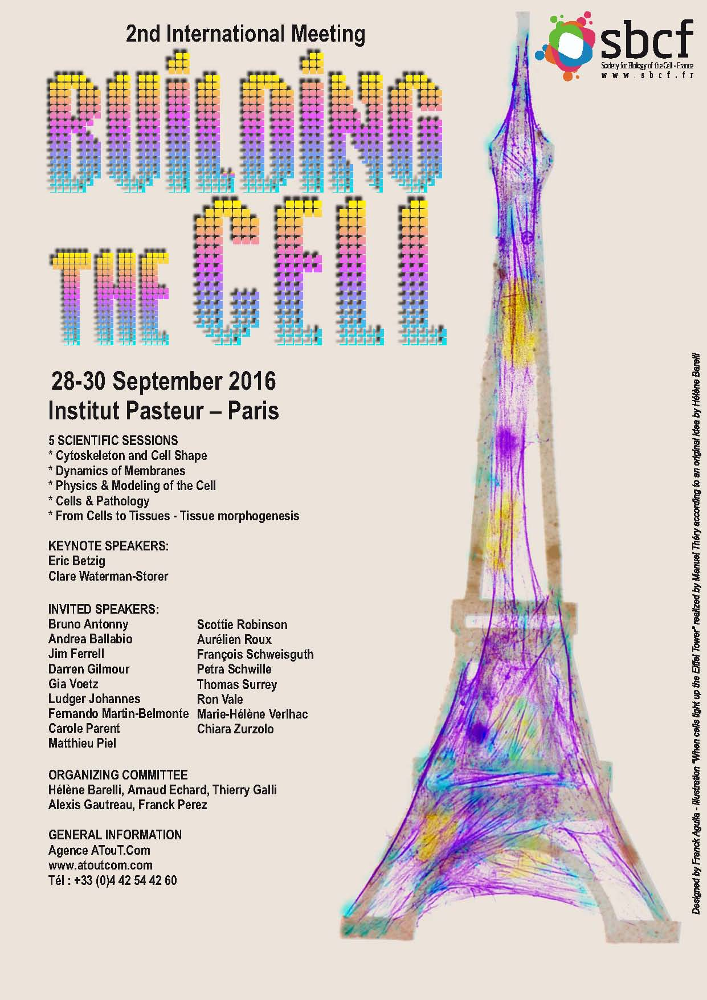 2nd International Meeting
BUiLDiNG
THE CELL
sbcf
Society for Biology of the Cell - France
www.sbcf.fr
28-30 September 2016
Institut Pasteur – Paris
5 SCIENTIFIC SESSIONS
* Cytoskeleton and Cell Shape
* Dynamics of Membranes
* Physics & Modeling of the Cell
* Cells & Pathology
* From Cells to Tissues - Tissue morphogenesis
KEYNOTE SPEAKERS:
Eric Betzig
Clare Waterman-Storer
INVITED SPEAKERS:
Bruno Antonny
Andrea Ballabio
Jim Ferrell
Darren Gilmour
Gia Voetz
Ludger Johannes
Fernando Martin-Belmonte
Carole Parent
Matthieu Piel
Scottie Robinson
Aurélien Roux
François Schweisguth
Petra Schwille
Thomas Surrey
Ron Vale
Marie-Hélène Verlhac
Chiara Zurzolo
ORGANIZING COMMITTEE
Hélène Barelli, Arnaud Echard, Thierry Galli
Alexis Gautreau, Franck Perez
GENERAL INFORMATION
Agence ATouT.Com
www.atoutcom.com
Tél : +33 (0)4 42 54 42 60
Designed by Franck Aguila - Illustration "When cells light up the Eiffel Tower" realized by Manuel Théry according to an original idea by Hélène Barelli